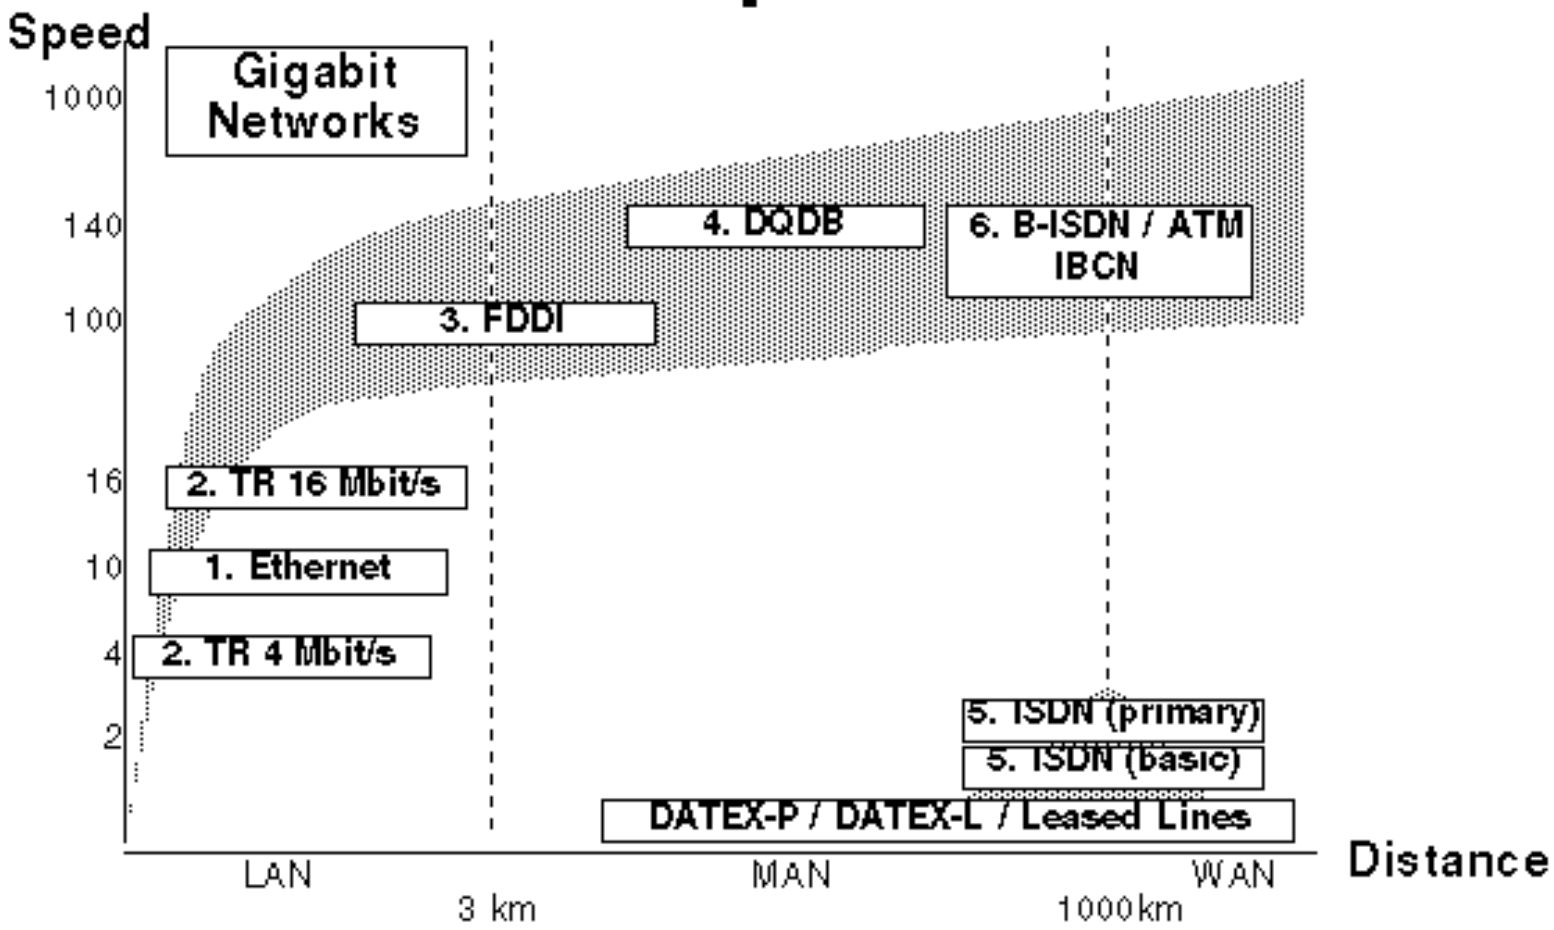 Speed
Gigabit
Networks
1000
140
4. DQDB
6. B-ISDN / ATM
IBCN
100
3. FDDI
16
2. TR 16 Mbit/s
10
1. Ethernet
4
2. TR 4 Mbit/s
2
5. ISDN (primary)
5. ISDN (basic)
DATEX-P / DATEX-L / Leased Lines
Distance
LAN
MAN
WAN
3 km
1000km